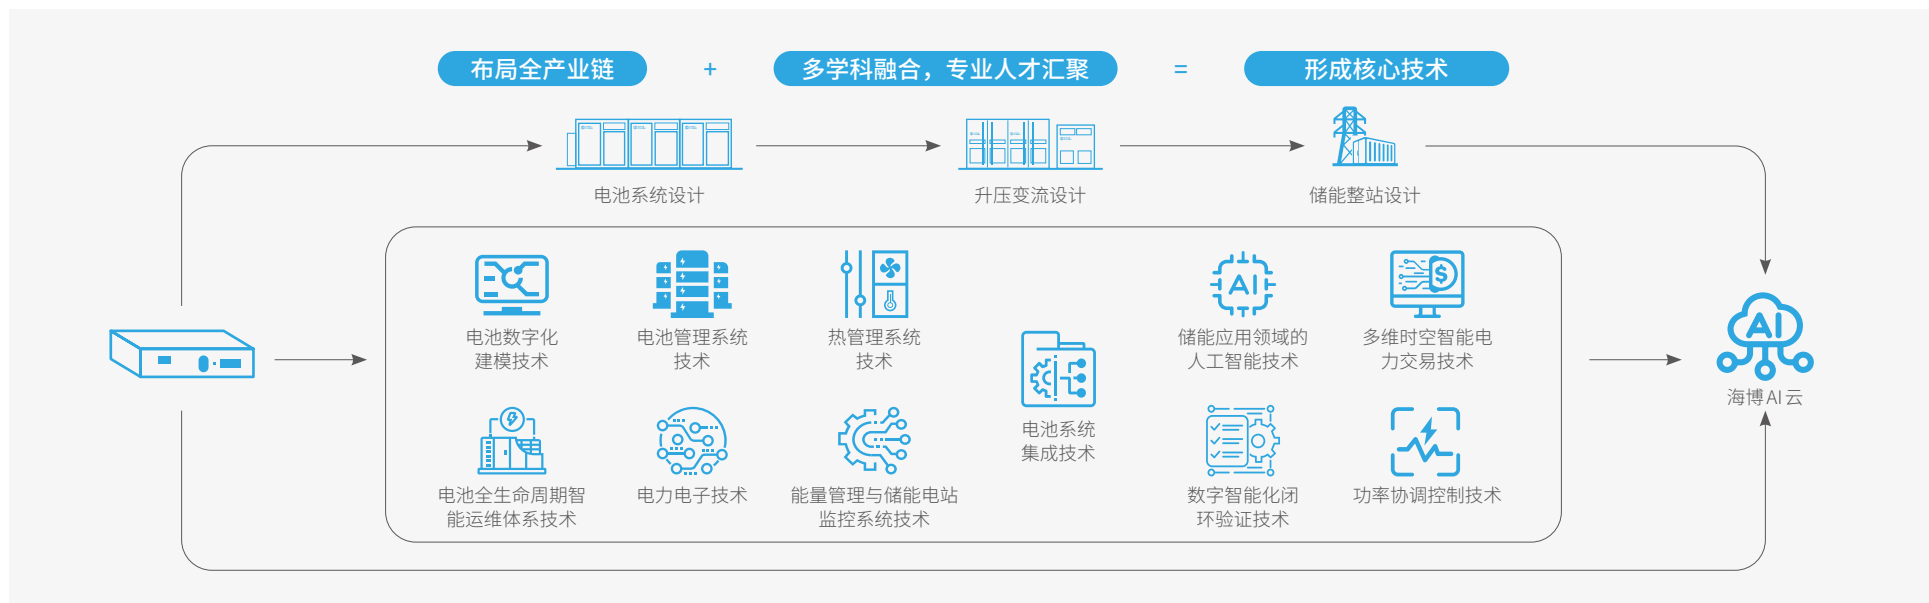 布局全产业链
+
多学科融合，专业人才汇聚
=
形成核心技术
电池系统设计
升压变流设计
储能整站设计
电池数字化
建模技术
电池管理系统
技术
热管理系统
技术
储能应用领域的
人工智能技术
多维时空智能电
力交易技术
电池系统
集成技术
电池全生命周期智
能运维体系技术
电力电子技术
能量管理与储能电站
监控系统技术
数字智能化闭
环验证技术
功率协调控制技术
AI
AI
海博AI云